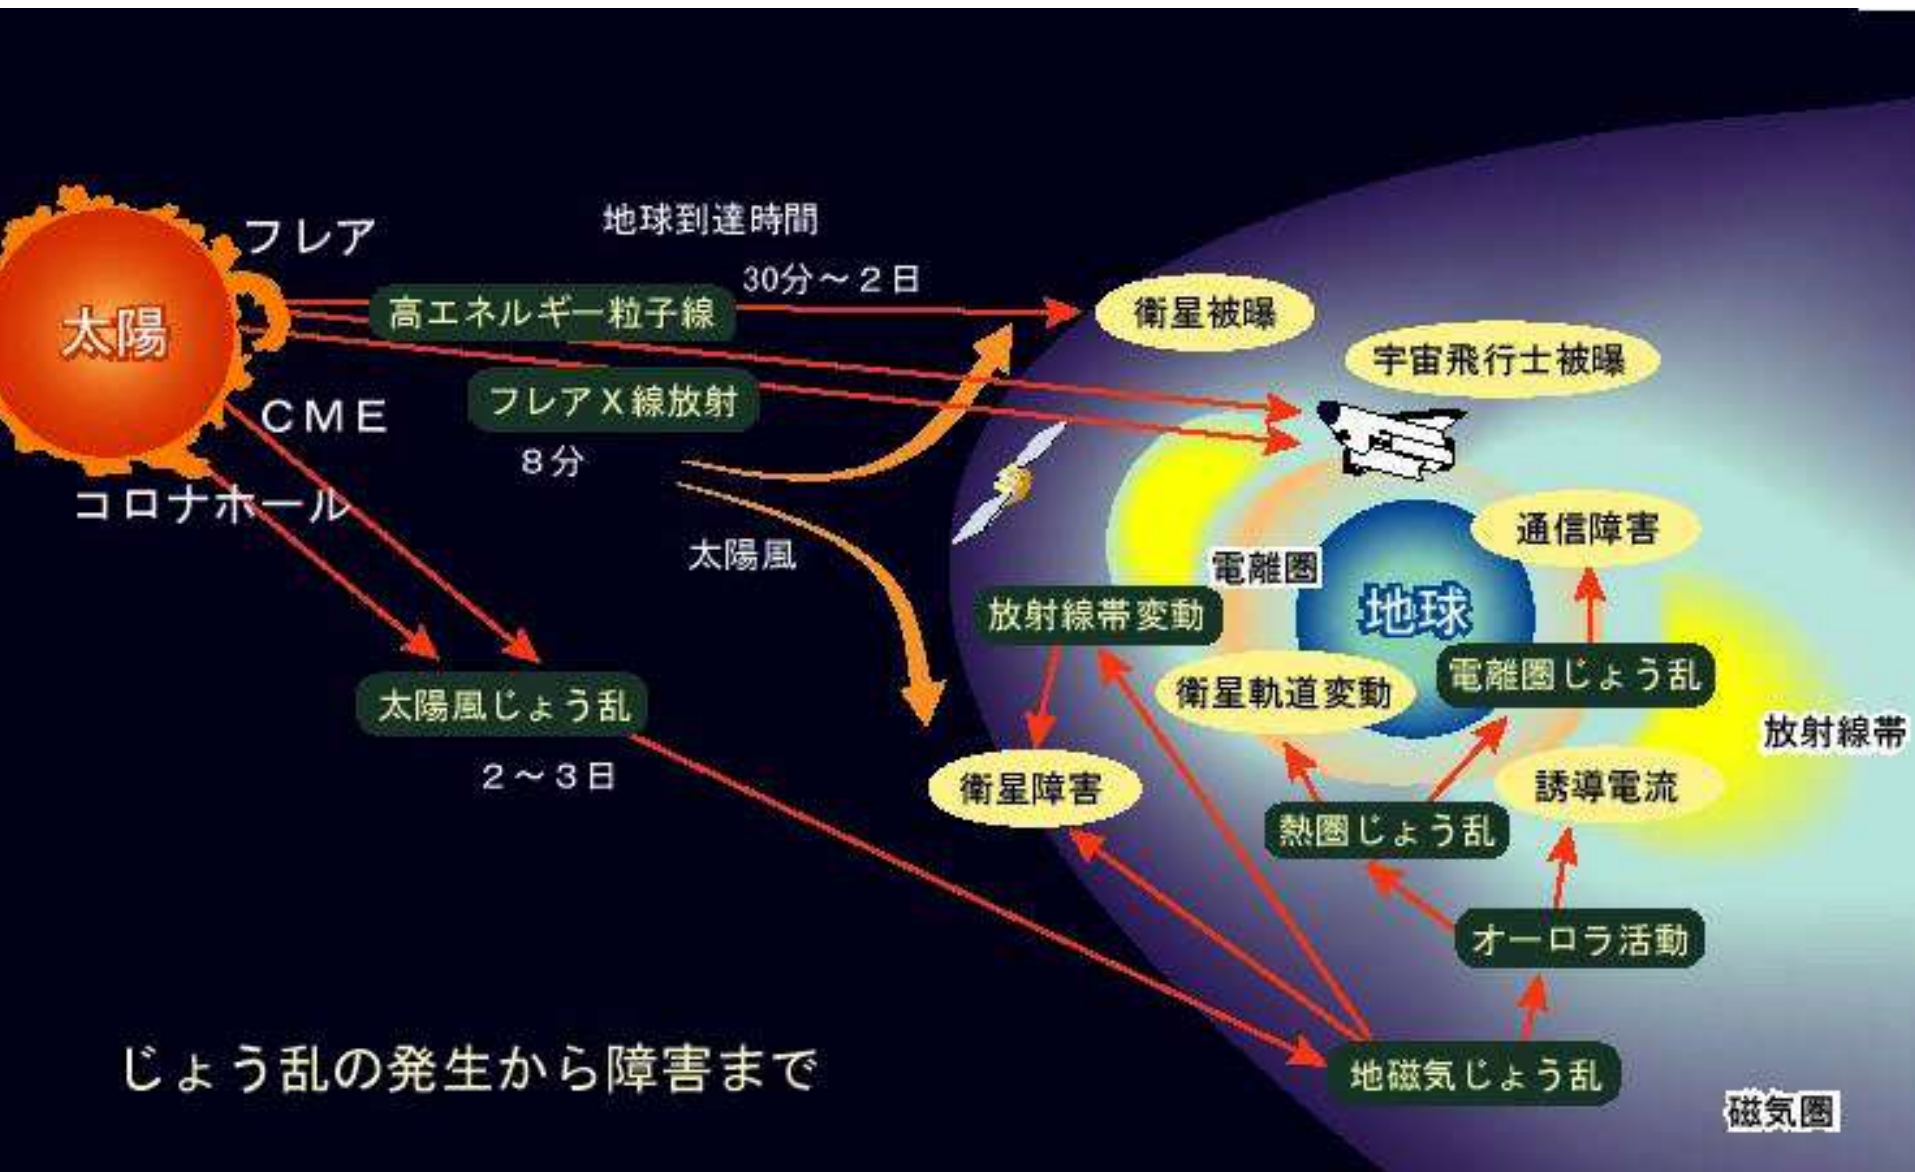 フレア
地球到達時間
30分～２日
高エネルギー粒子線
衛星被曝
太陽
宇宙飛行士被曝
フレアＸ線放射
ＣＭＥ
８分
コロナホール
通信障害
太陽風
電離圏
放射線帯変動
地球
電離圏じょう乱
衛星軌道変動
太陽風じょう乱
放射線帯
２～３日
衛星障害
誘導電流
熱圏じょう乱
オーロラ活動
じょう乱の発生から障害まで
地磁気じょう乱
磁気圏